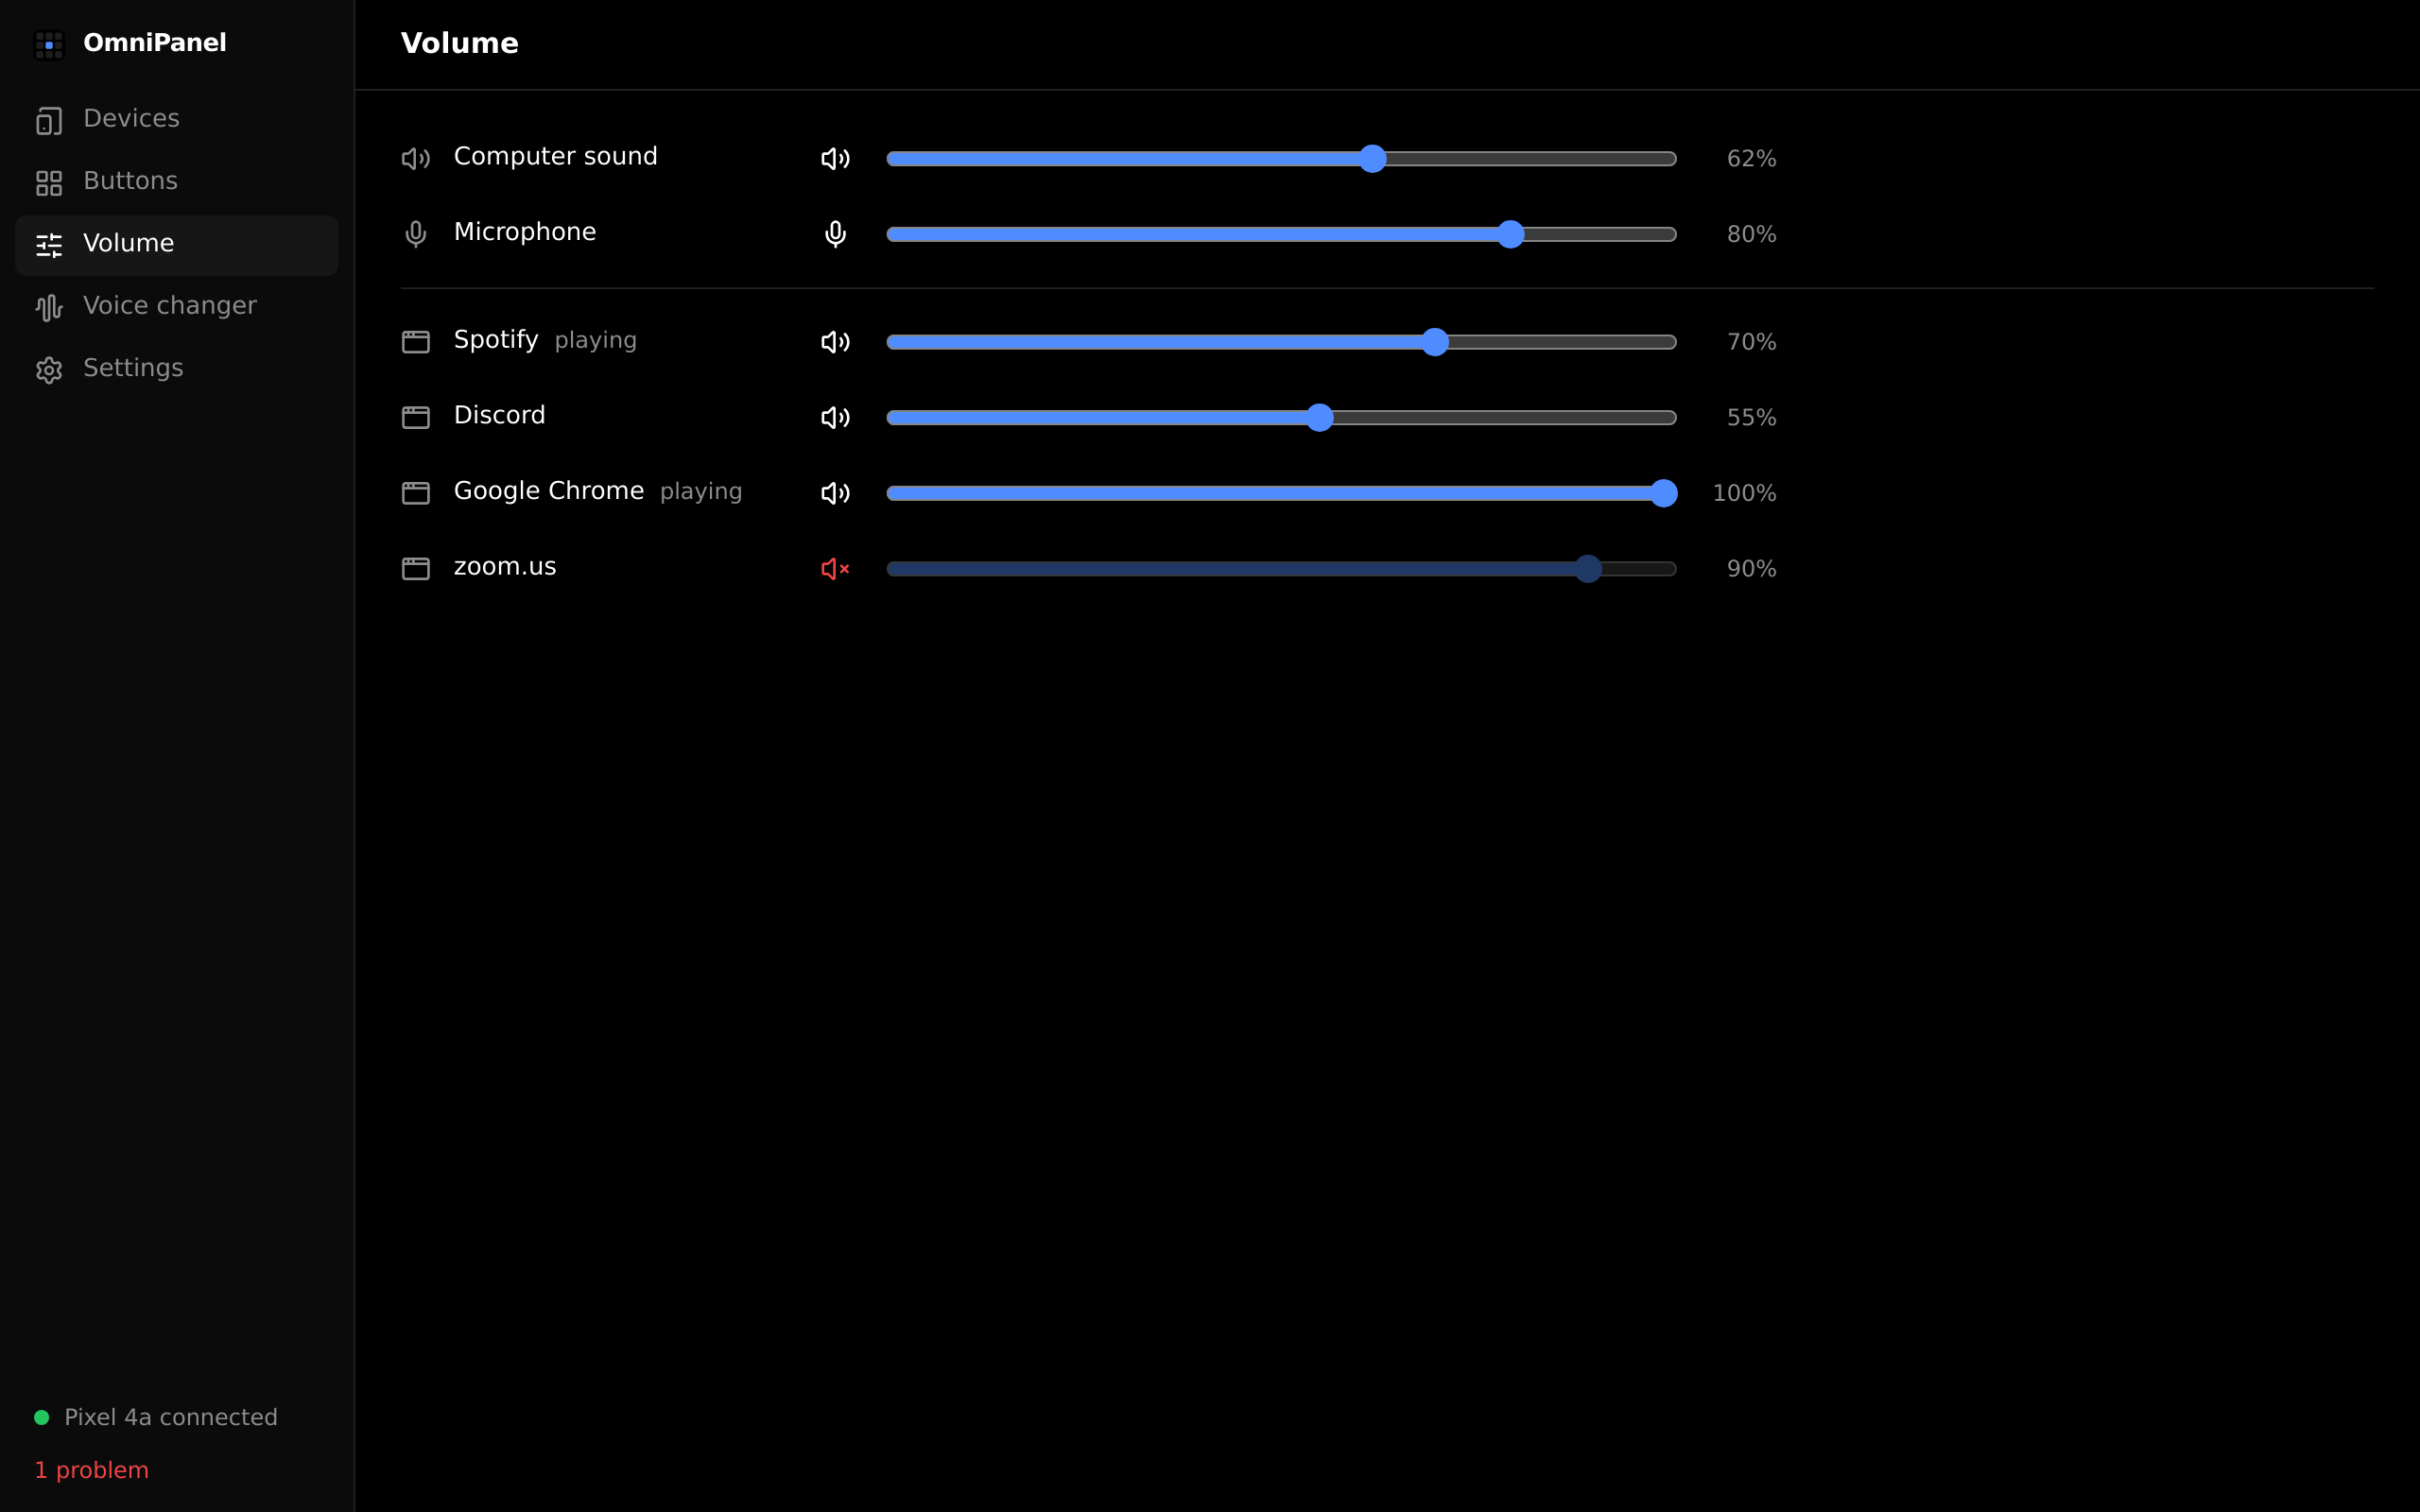 OmniPanel
Devices
Buttons
Volume
Voice changer
Settings
Pixel 4a connected
1 problem
Volume
Computer sound 62%
Microphone 80%
Spotify playing 70%
Discord 55%
Google Chrome playing 100%
zoom.us 90%